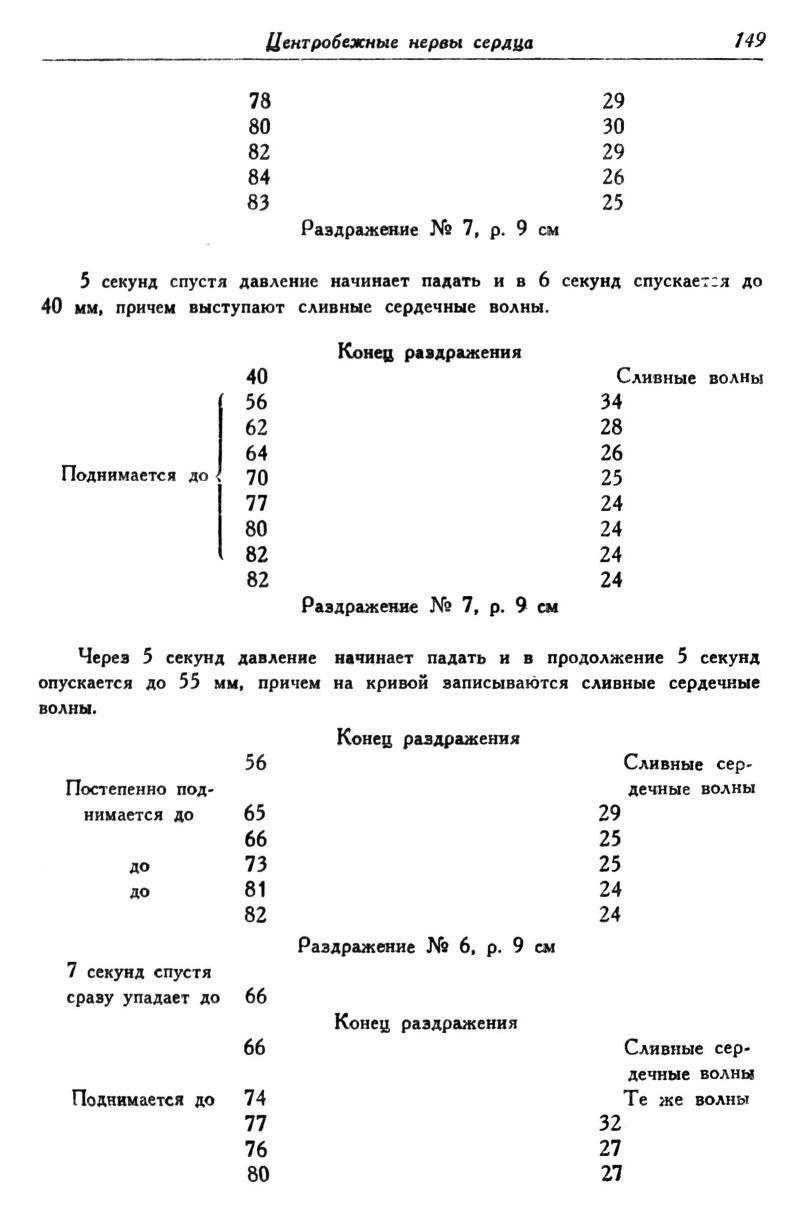 Центробежные нервы сердца 149
78 29
80 30
82 29
84 26
83 25
Раздражение № 7, р. 9 см
5 секунд спустя давление начинает падать и в 6 секунд спускается до
40 мм, причем выступают сливные сердечные волны.
Конец раздражения
40 Сливные волны
56 34
62 28
64 26
Поднимается до 70 25
77 24
80 24
82 24
82 24
Раздражение № 7, р. 9 см
Через 5 секунд давление начинает падать и в продолжение 5 секунд
опускается до 55 мм, причем на кривой записываются сливные сердечные
волны.
Конец раздражения
56 Сливные сер-
Постепенно под- дечные волны
нимается до 65 29
66 25
до 73 25
до 81 24
82 24
Раздражение № 6, р. 9 см
7 секунд спустя
сразу упадает до 66
Конец раздражения
66 Сливные сер-
дечные волны
Поднимается до 74 Те же волны
77 32
76 27
80 27